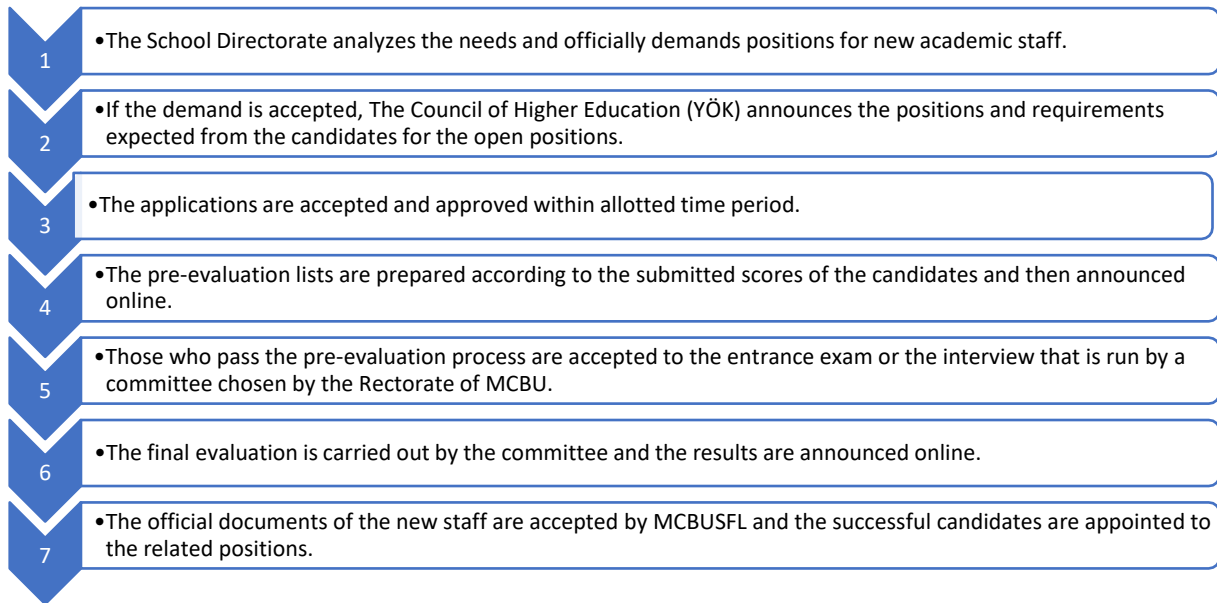 1
•The School Directorate analyzes the needs and officially demands positions for new academic staff.
2
•If the demand is accepted, The Council of Higher Education (YÖK) announces the positions and requirements
expected from the candidates for the open positions.
3
•The applications are accepted and approved within allotted time period.
4
•The pre-evaluation lists are prepared according to the submitted scores of the candidates and then announced
online.
5
•Those who pass the pre-evaluation process are accepted to the entrance exam or the interview that is run by a
committee chosen by the Rectorate of MCBU.
6
•The final evaluation is carried out by the committee and the results are announced online.
7
•The official documents of the new staff are accepted by MCBUSFL and the successful candidates are appointed to
the related positions.